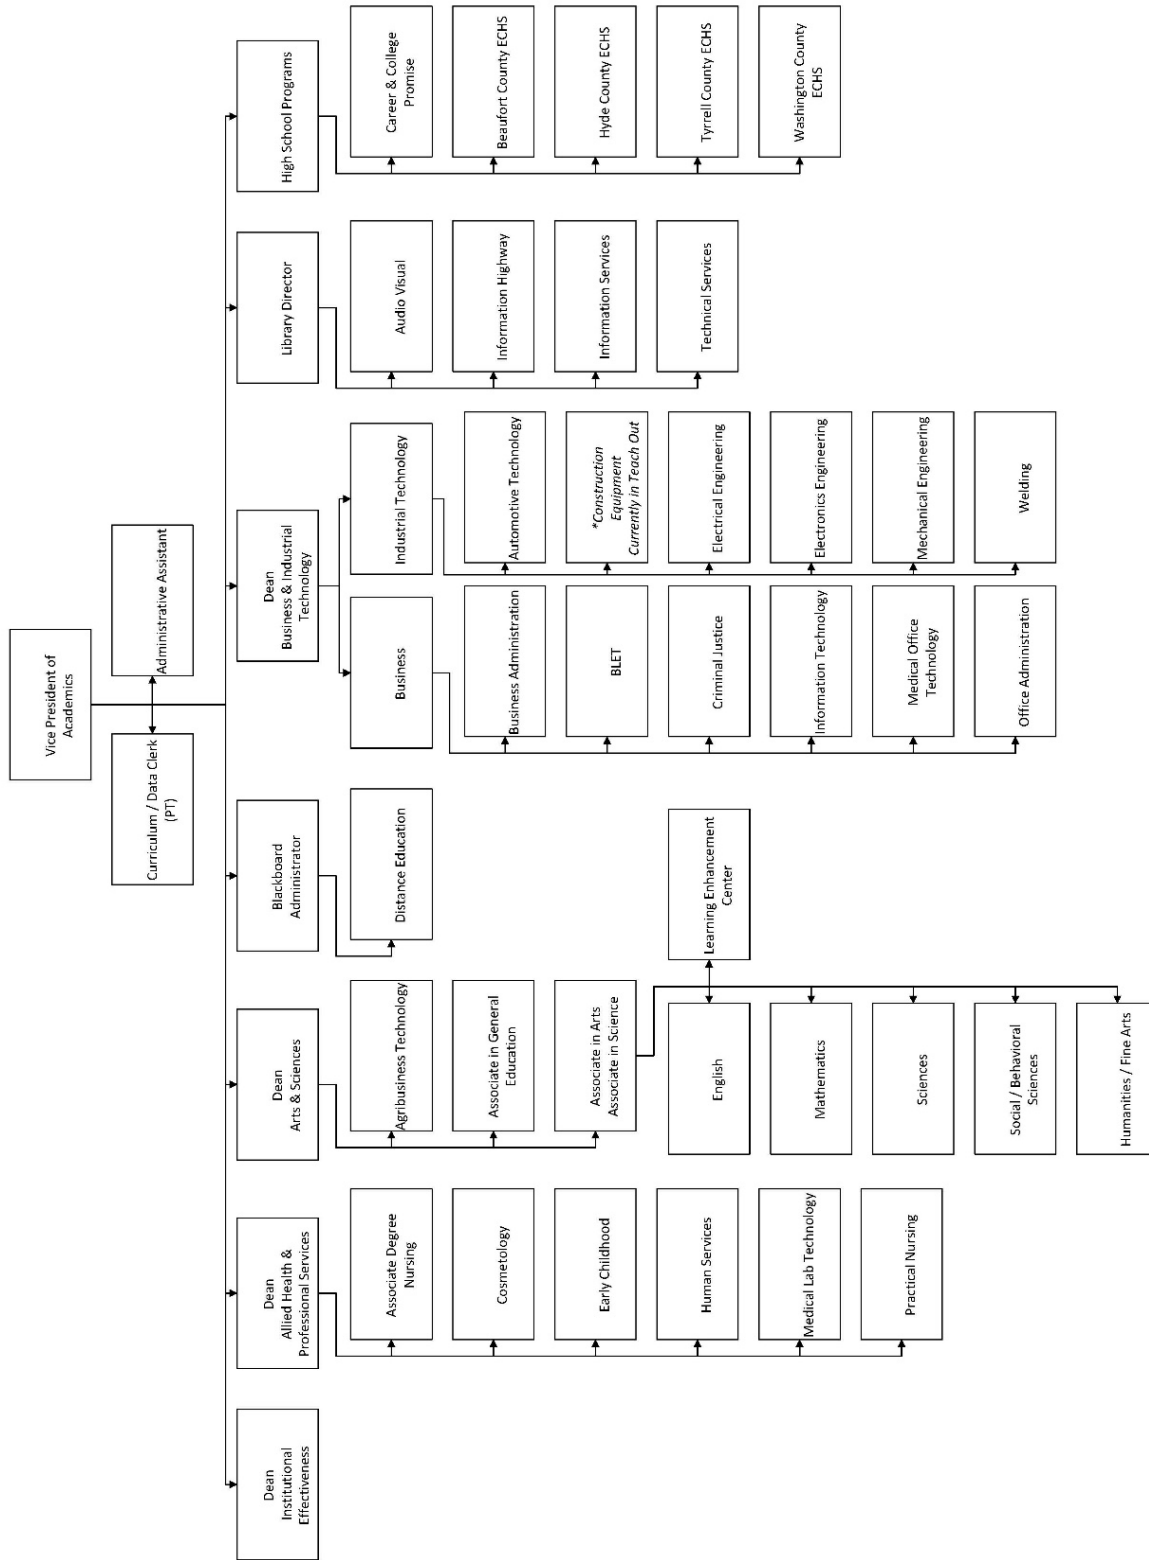 Vice President of
Academics
Curriculum / Data Clerk
(PT)
Administrative Assistant
Dean
Institutional
Effectiveness
Dean
Allied Health &
Professional Services
Associate Degree
Nursing
Cosmetology
Early Childhood
Human Services
Medical Lab Technology
Practical Nursing
Dean
Arts & Sciences
Agribusiness Technology
Associate in General
Education
Associate in Arts
Associate in Science
English
Learning Enhancement
Center
Mathematics
Sciences
Social / Behavioral
Sciences
Humanities / Fine Arts
Blackboard
Administrator
Distance Education
Dean
Business & Industrial
Technology
Business
Business Administration
BLET
Criminal Justice
Information Technology
Medical Office
Technology
Office Administration
Industrial Technology
Automotive Technology
*Construction
Equipment
Currently in Teach Out
Electrical Engineering
Electronics Engineering
Mechanical Engineering
Welding
Library Director
Audio Visual
Information Highway
Information Services
Technical Services
High School Programs
Career & College
Promise
Beaufort County ECHS
Hyde County ECHS
Tyrrell County ECHS
Washington County
ECHS